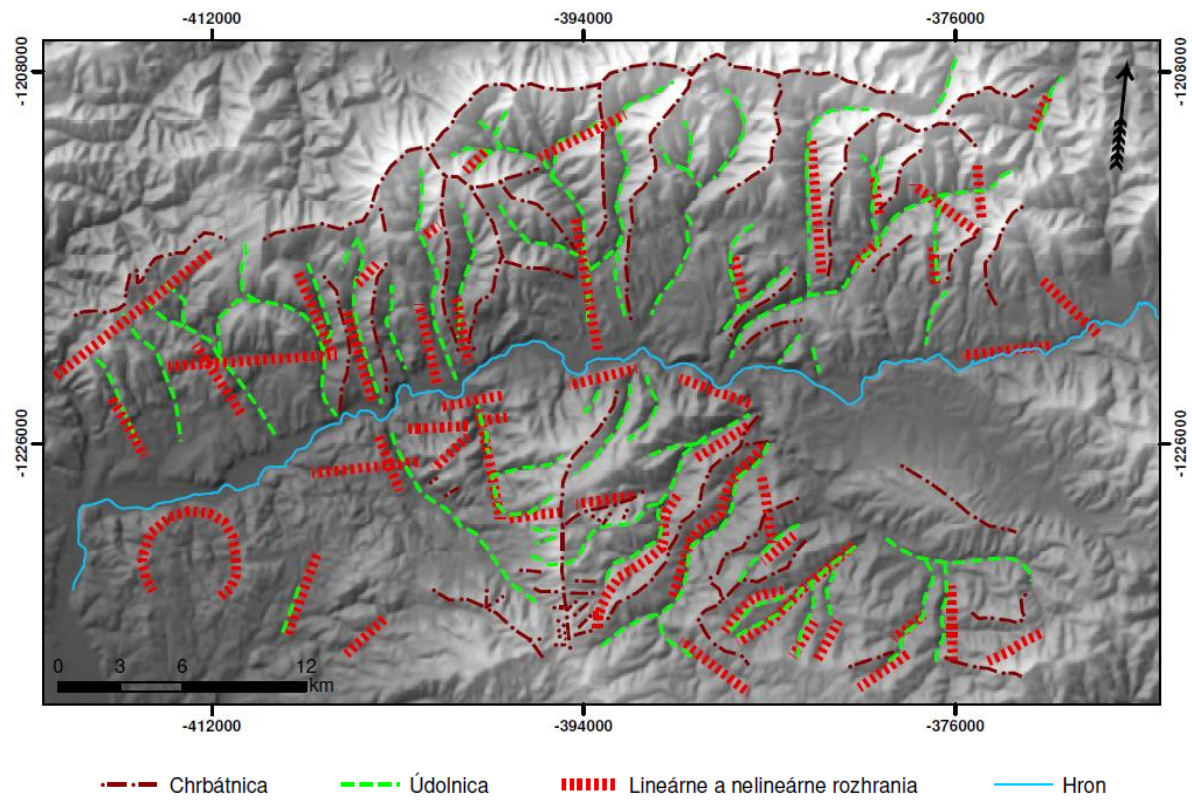 -412000 -394000 -376000
-1208000 -1208000
-1226000 -1226000
0 3 6 12
km
-412000 -394000 -376000
Chrbátnica Údolnica Lineárne a nelineárne rozhrania Hron